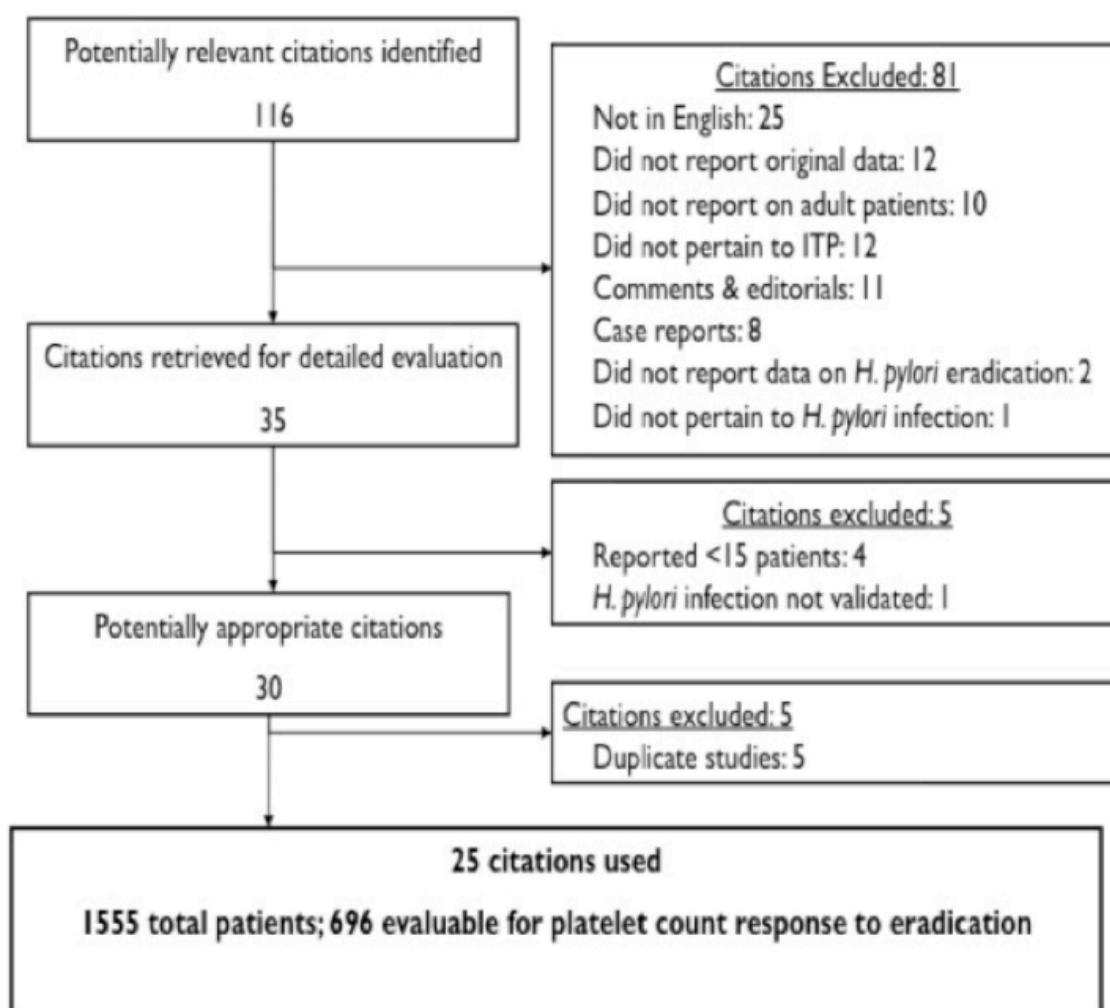 Potentially relevant citations identified
116
Citations Excluded: 81
Not in English: 25
Did not report original data: 12
Did not report on adult patients: 10
Did not pertain to ITP: 12
Comments & editorials: 11
Case reports: 8
Did not report data on H. pylori eradication: 2
Did not pertain to H. pylori infection: 1
Citations retrieved for detailed evaluation
35
Citations excluded: 5
Reported <15 patients: 4
H. pylori infection not validated: 1
Potentially appropriate citations
30
Citations excluded: 5
Duplicate studies: 5
25 citations used
1555 total patients; 696 evaluable for platelet count response to eradication